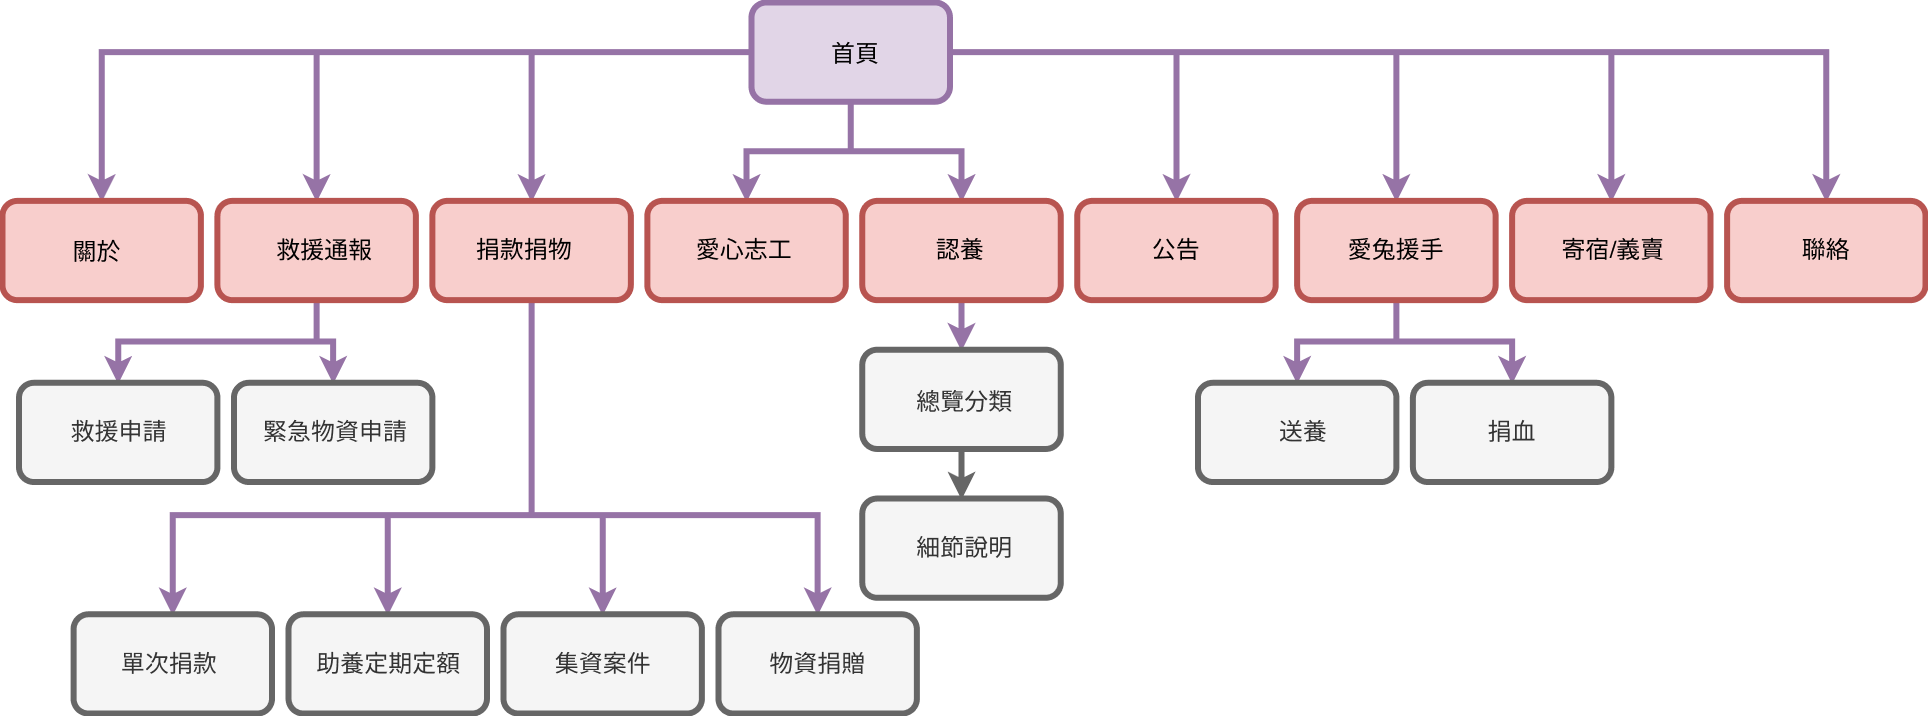 首頁
關於
救援通報
捐款捐物
愛心志工
認養
公告
愛兔援手
寄宿/義賣
聯絡
救援申請
緊急物資申請
總覽分類
送養
捐血
細節說明
單次捐款
助養定期定額
集資案件
物資捐贈